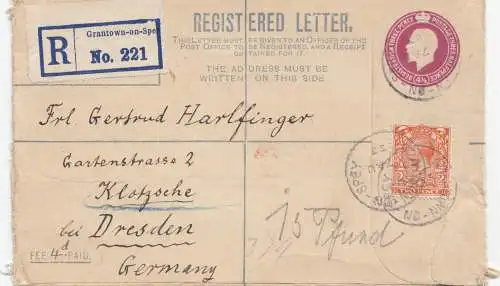 Grantown-on-Spe
R No. 221
REGISTERED LETTER.
THIS LETTER MUST BE GIVEN TO AN OFFICER OF THE
POST OFFICE TO BE REGISTERED, AND A RECEIPT
OBTAINED FOR IT.
THE ADDRESS MUST BE
WRITTEN ON THIS SIDE
Frl. Gertrud Harlfinger
Gartenstrasse 2
Klotzsche
bei Dresden
Germany
FEE 4d PAID.
Pfund